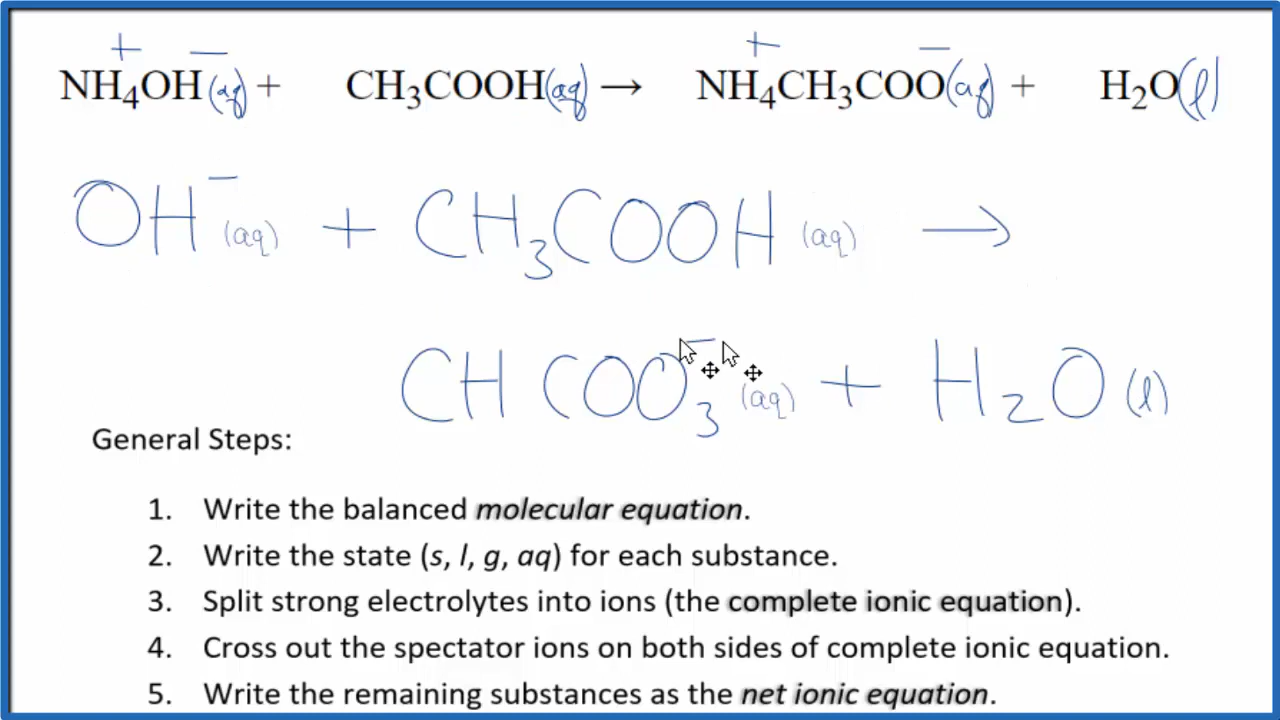 + − + −
NH₄OH(aq) + CH₃COOH(aq) → NH₄CH₃COO(aq) + H₂O(l)
OH⁻(aq) + CH₃COOH(aq) →
CH COO₃⁻(aq) + H₂O(l)
General Steps:
1. Write the balanced molecular equation.
2. Write the state (s, l, g, aq) for each substance.
3. Split strong electrolytes into ions (the complete ionic equation).
4. Cross out the spectator ions on both sides of complete ionic equation.
5. Write the remaining substances as the net ionic equation.